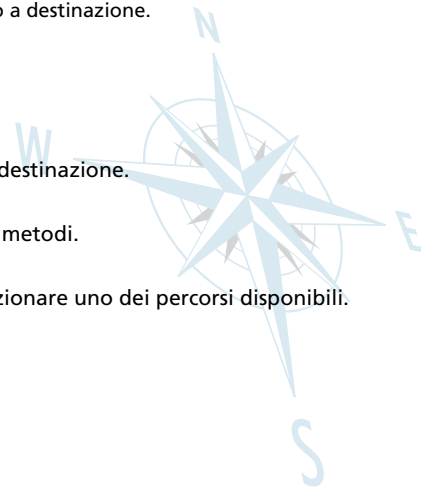 o a destinazione.
N
W
destinazione.
E
metodi.
zionare uno dei percorsi disponibili.
S